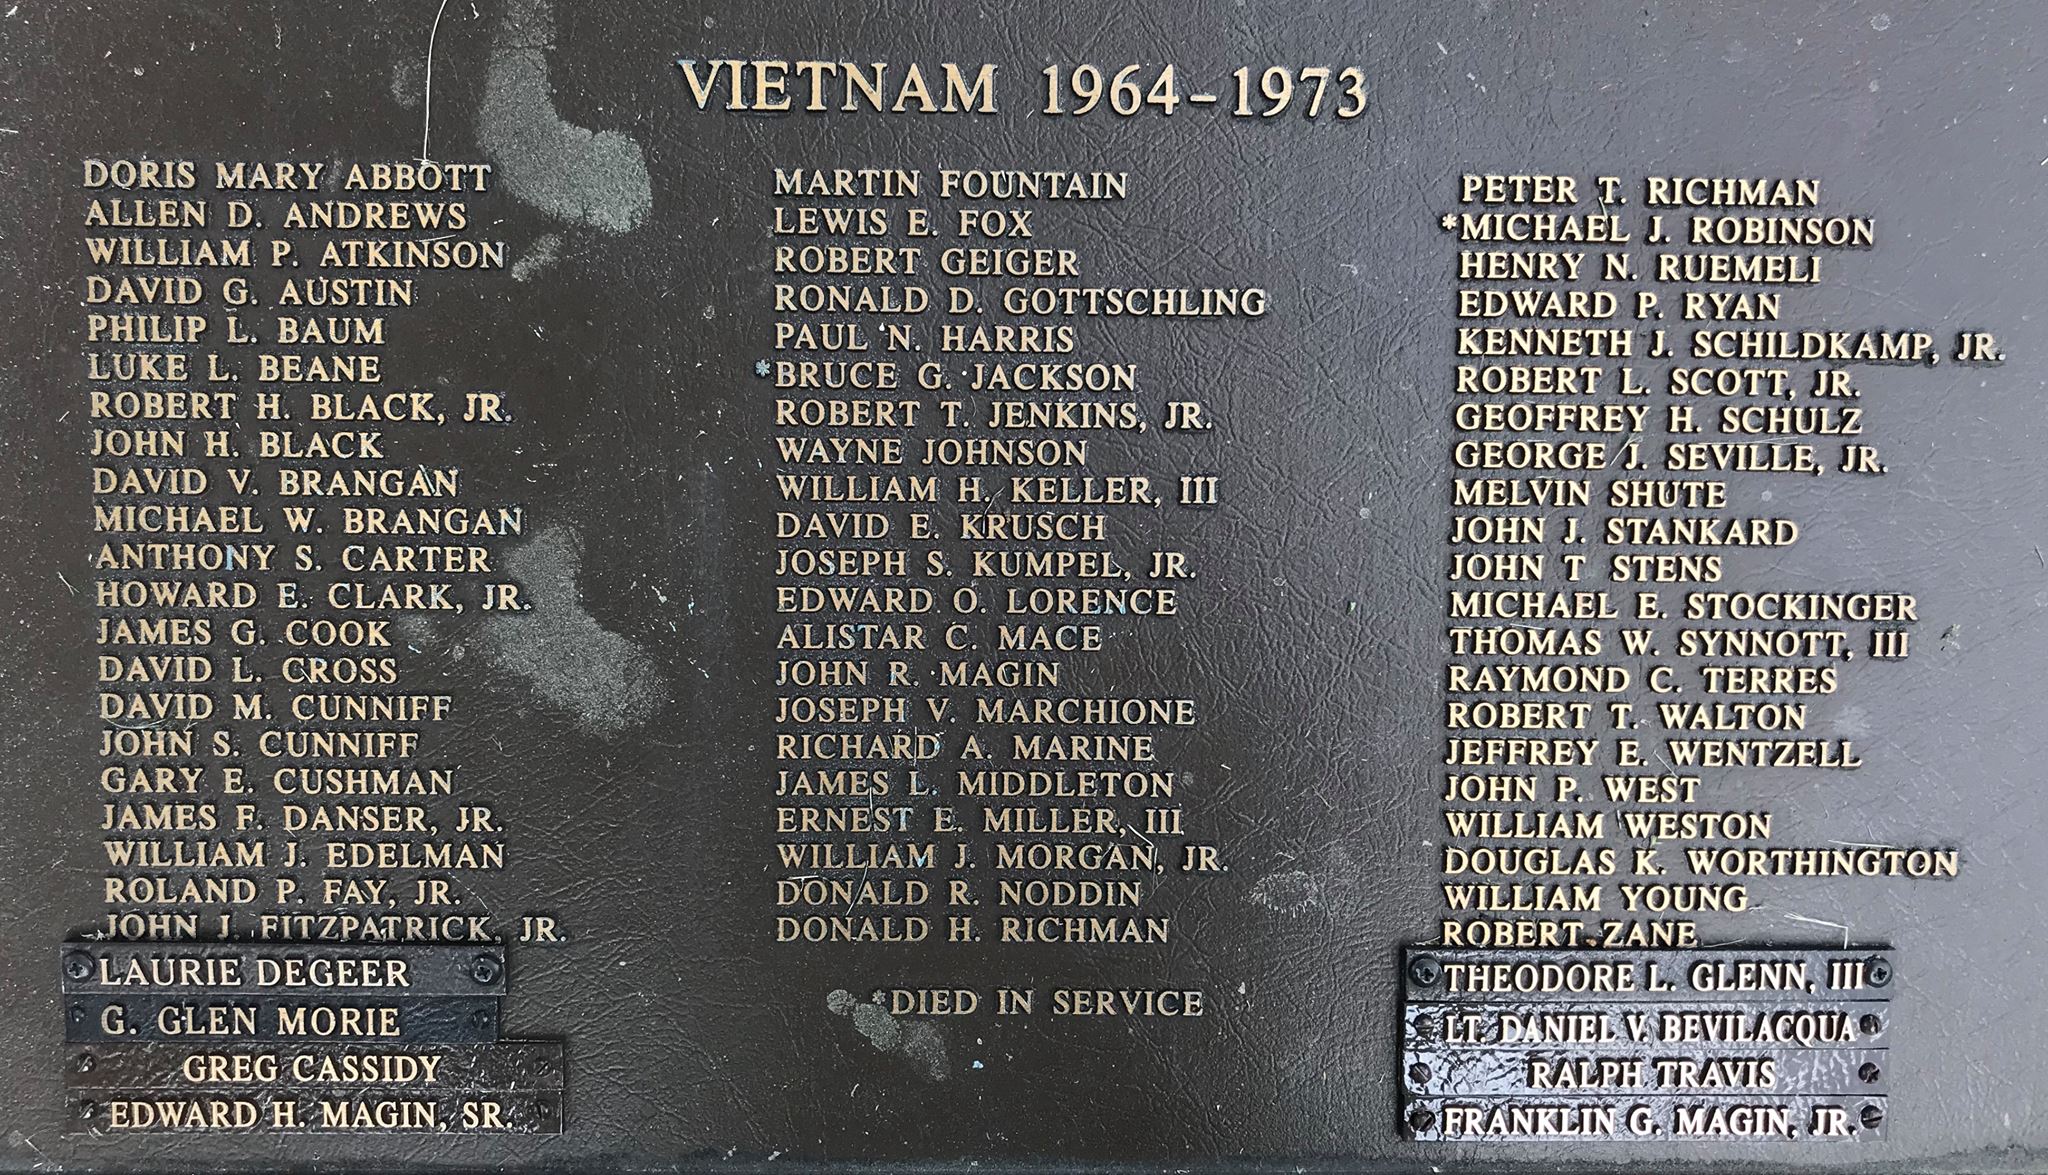 VIETNAM 1964-1973
DORIS MARY ABBOTT
ALLEN D. ANDREWS
WILLIAM P. ATKINSON
DAVID G. AUSTIN
PHILIP L. BAUM
LUKE L. BEANE
ROBERT H. BLACK, JR.
JOHN H. BLACK
DAVID V. BRANGAN
MICHAEL W. BRANGAN
ANTHONY S. CARTER
HOWARD E. CLARK, JR.
JAMES G. COOK
DAVID L. CROSS
DAVID M. CUNNIFF
JOHN S. CUNNIFF
GARY E. CUSHMAN
JAMES F. DANSER, JR.
WILLIAM J. EDELMAN
ROLAND P. FAY, JR.
JOHN J. FITZPATRICK, JR.
LAURIE DEGEER
G. GLEN MORIE
GREG CASSIDY
EDWARD H. MAGIN, SR.
MARTIN FOUNTAIN
LEWIS E. FOX
ROBERT GEIGER
RONALD D. GOTTSCHLING
PAUL N. HARRIS
*BRUCE G. JACKSON
ROBERT T. JENKINS, JR.
WAYNE JOHNSON
WILLIAM H. KELLER, III
DAVID E. KRUSCH
JOSEPH S. KUMPEL, JR.
EDWARD O. LORENCE
ALISTAR C. MACE
JOHN R. MAGIN
JOSEPH V. MARCHIONE
RICHARD A. MARINE
JAMES L. MIDDLETON
ERNEST E. MILLER, III
WILLIAM J. MORGAN, JR.
DONALD R. NODDIN
DONALD H. RICHMAN
*DIED IN SERVICE
PETER T. RICHMAN
*MICHAEL J. ROBINSON
HENRY N. RUEMELI
EDWARD P. RYAN
KENNETH J. SCHILDKAMP, JR.
ROBERT L. SCOTT, JR.
GEOFFREY H. SCHULZ
GEORGE J. SEVILLE, JR.
MELVIN SHUTE
JOHN J. STANKARD
JOHN T STENS
MICHAEL E. STOCKINGER
THOMAS W. SYNNOTT, III
RAYMOND C. TERRES
ROBERT T. WALTON
JEFFREY E. WENTZELL
JOHN P. WEST
WILLIAM WESTON
DOUGLAS K. WORTHINGTON
WILLIAM YOUNG
ROBERT ZANE
THEODORE L. GLENN, III
LT. DANIEL V. BEVILACQUA
RALPH TRAVIS
FRANKLIN G. MAGIN, JR.